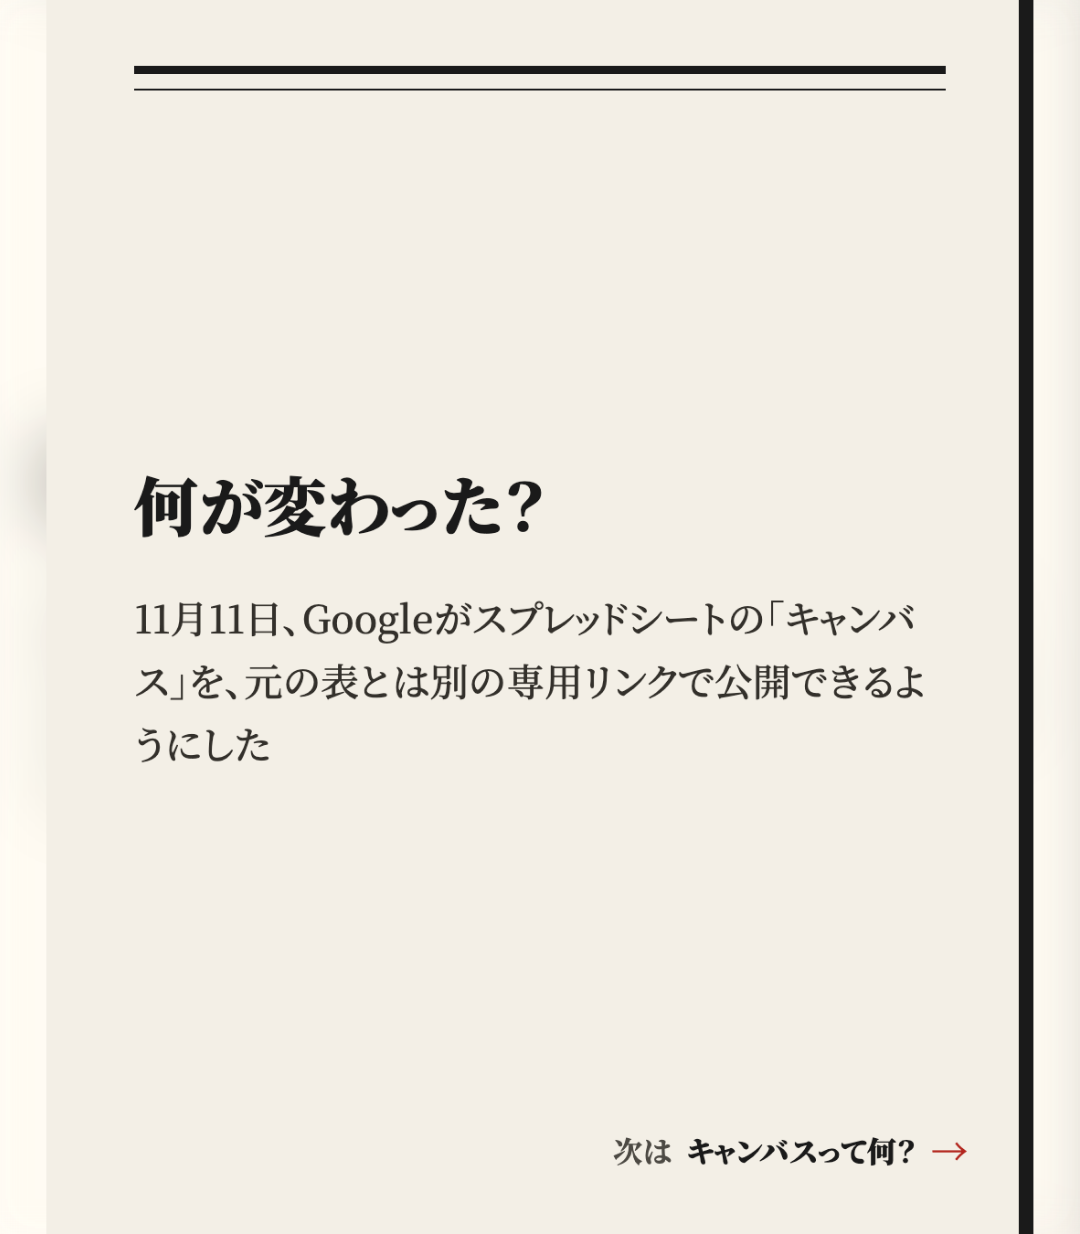 何が変わった？
11月11日、Googleがスプレッドシートの「キャンバ
ス」を、元の表とは別の専用リンクで公開できるよ
うにした
次は キャンバスって何？ →